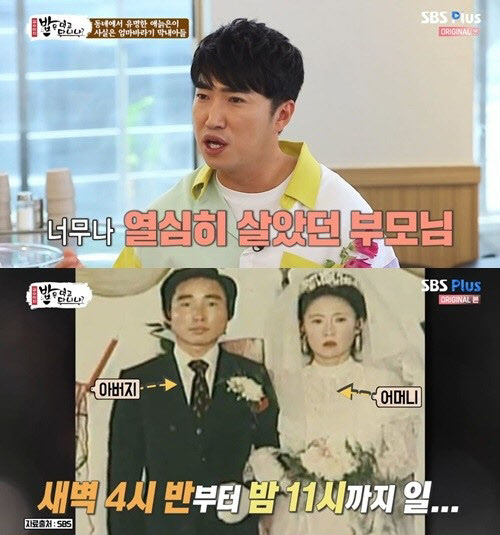 밥은 먹고 다니냐?
동네에서 유명한 애늙은이
사실은 엄마바라기 막내아들
SBS Plus
ORIGINAL 본
너무나 열심히 살았던 부모님
밥은 먹고 다니냐?
SBS Plus
ORIGINAL 본
아버지
어머니
새벽 4시 반부터 밤 11시까지 일...
자료출처 : SBS